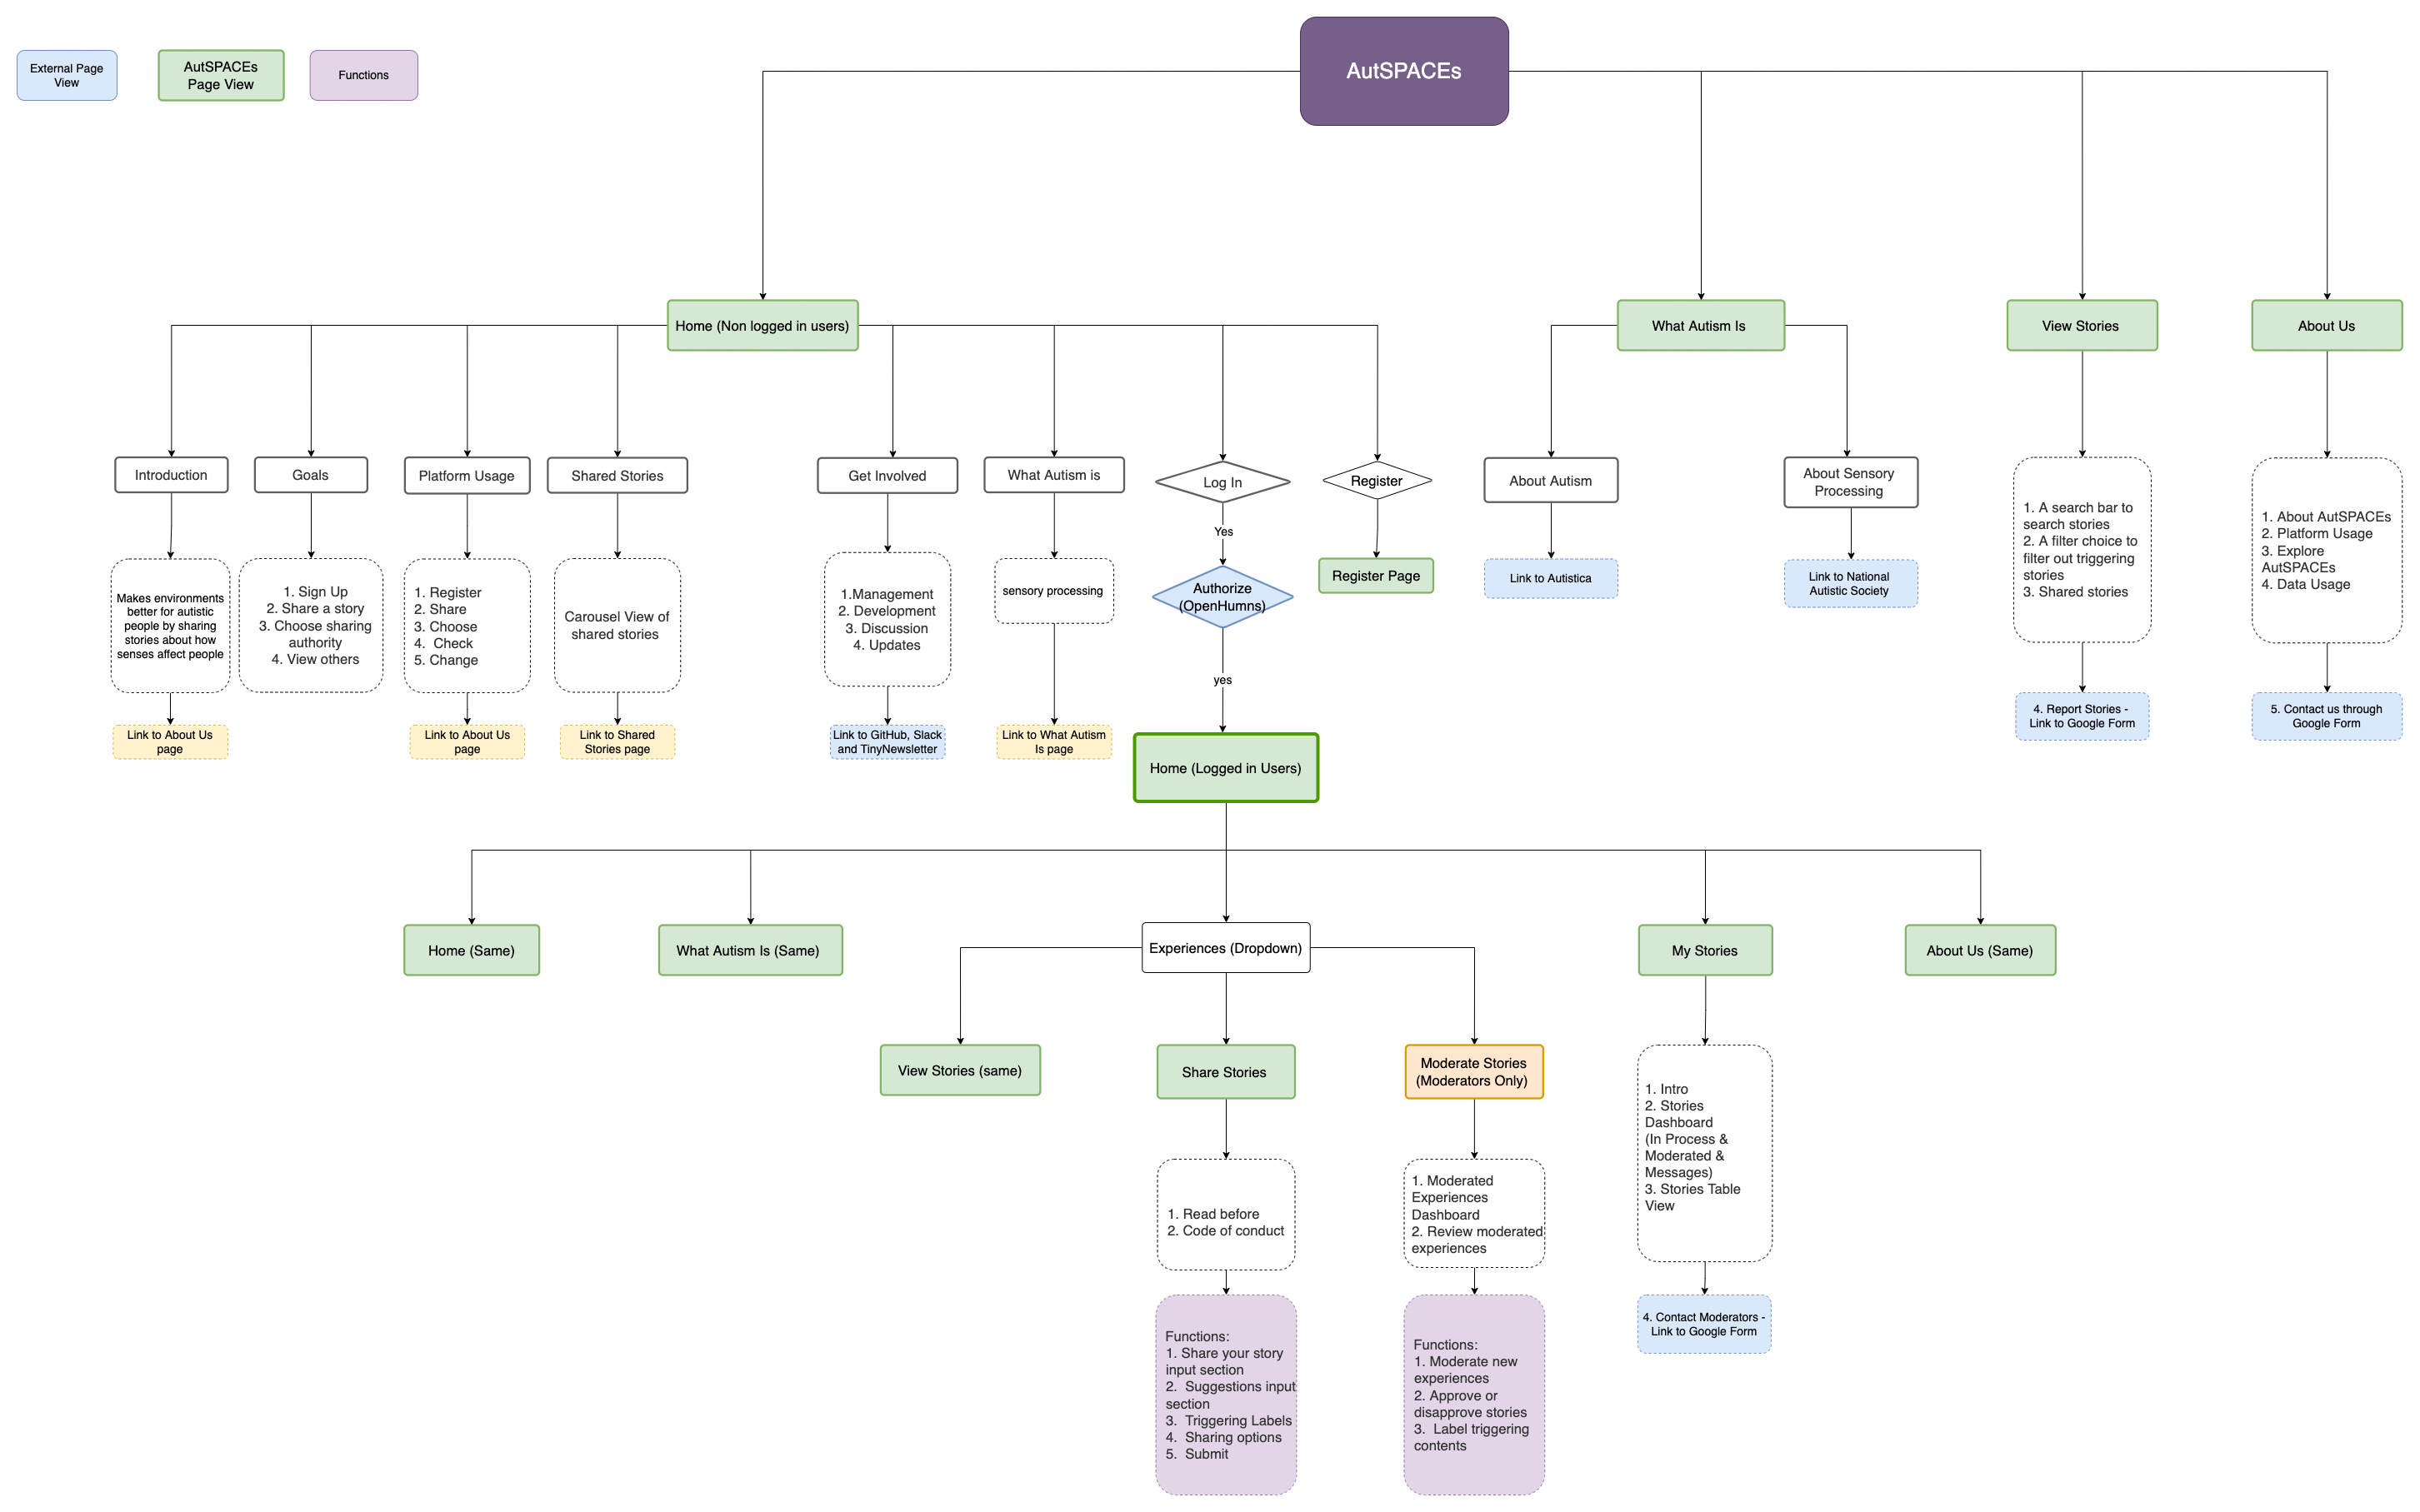 AutSPACEs
External Page
View
AutSPACEs
Page View
Functions
Home (Non logged in users)
What Autism Is
View Stories
About Us
Introduction
Goals
Platform Usage
Shared Stories
Get Involved
What Autism is
Log In
Register
About Autism
About Sensory
Processing
Makes environments
better for autistic
people by sharing
stories about how
senses affect people
1. Sign Up
2. Share a story
3. Choose sharing
authority
4. View others
1. Register
2. Share
3. Choose
4. Check
5. Change
Carousel View of
shared stories
1.Management
2. Development
3. Discussion
4. Updates
sensory processing
Yes
Authorize
(OpenHumns)
yes
Register Page
Link to Autistica
Link to National
Autistic Society
1. A search bar to
search stories
2. A filter choice to
filter out triggering
stories
3. Shared stories
1. About AutSPACEs
2. Platform Usage
3. Explore
AutSPACEs
4. Data Usage
Link to About Us
page
Link to About Us
page
Link to Shared
Stories page
Link to GitHub, Slack
and TinyNewsletter
Link to What Autism
Is page
4. Report Stories -
Link to Google Form
5. Contact us through
Google Form
Home (Logged in Users)
Home (Same)
What Autism Is (Same)
Experiences (Dropdown)
My Stories
About Us (Same)
View Stories (same)
Share Stories
Moderate Stories
(Moderators Only)
1. Read before
2. Code of conduct
1. Moderated
Experiences
Dashboard
2. Review moderated
experiences
1. Intro
2. Stories
Dashboard
(In Process &
Moderated &
Messages)
3. Stories Table
View
Functions:
1. Share your story
input section
2. Suggestions input
section
3. Triggering Labels
4. Sharing options
5. Submit
Functions:
1. Moderate new
experiences
2. Approve or
disapprove stories
3. Label triggering
contents
4. Contact Moderators -
Link to Google Form